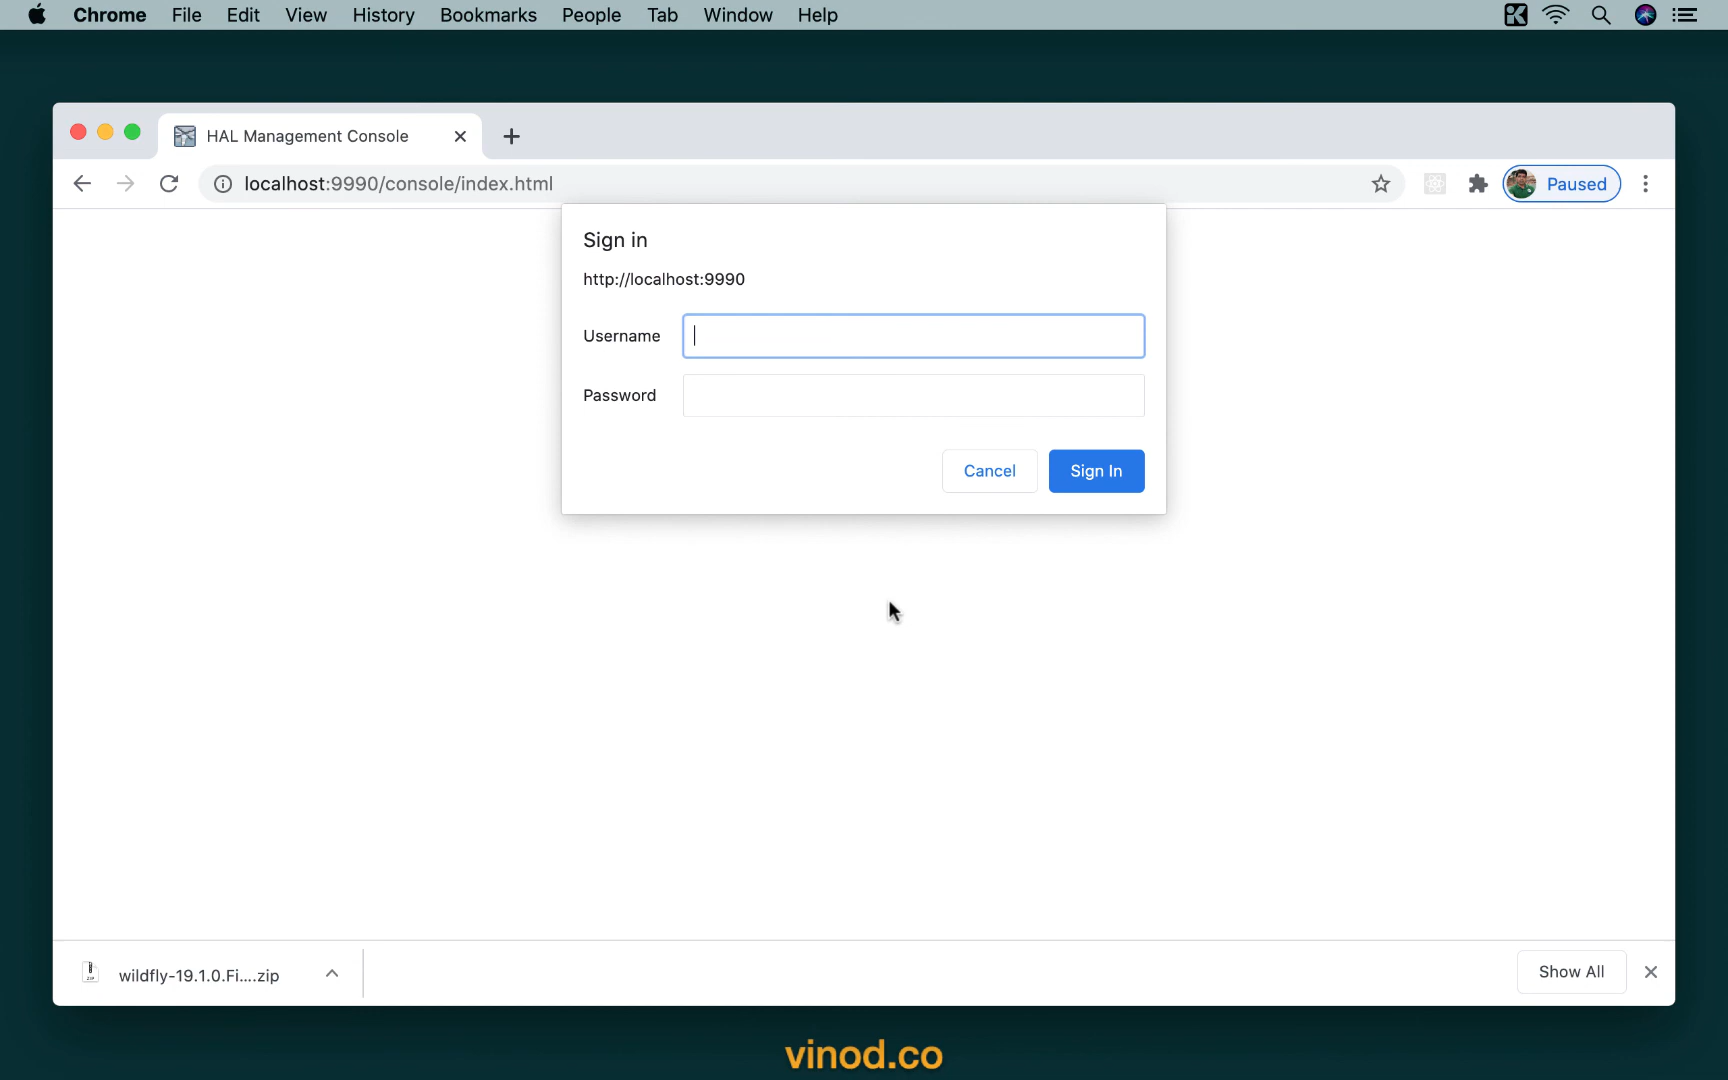 Chrome File Edit View History Bookmarks People Tab Window Help
HAL Management Console
localhost:9990/console/index.html
Paused
Sign in
http://localhost:9990
Username
Password
Cancel Sign In
wildfly-19.1.0.Fi....zip
Show All
vinod.co